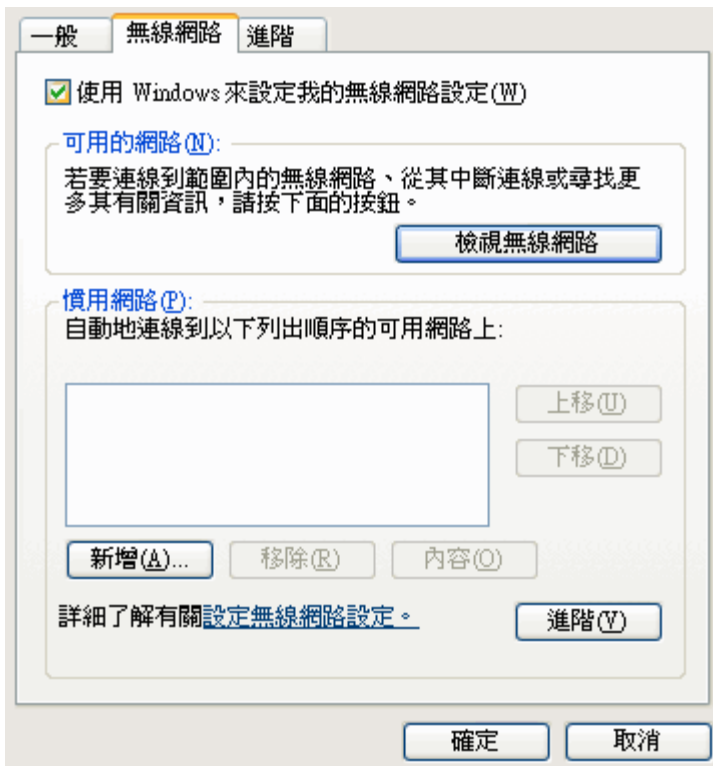 一般 無線網路 進階
使用 Windows 來設定我的無線網路設定(W)
可用的網路(N):
若要連線到範圍內的無線網路、從其中斷連線或尋找更
多其有關資訊，請按下面的按鈕。
檢視無線網路
慣用網路(P):
自動地連線到以下列出順序的可用網路上:
上移(U)
下移(D)
新增(A)... 移除(R) 內容(O)
詳細了解有關設定無線網路設定。 進階(V)
確定 取消